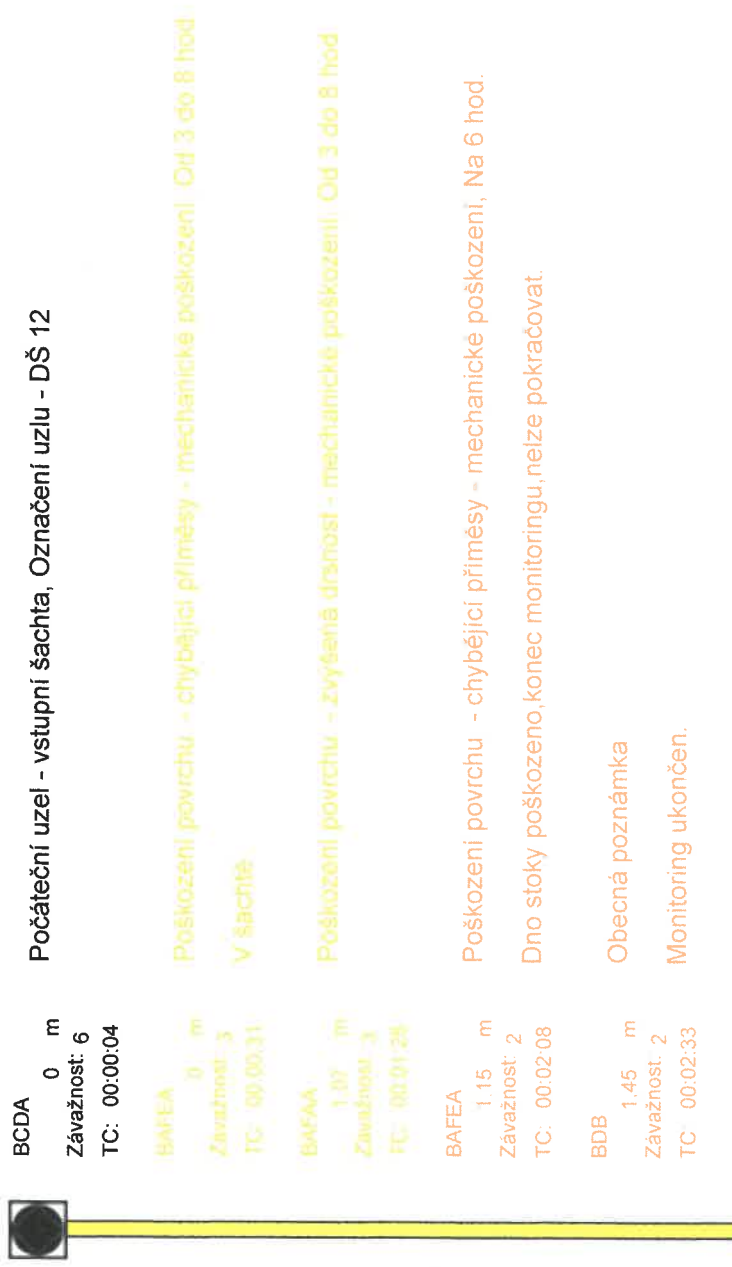 BCDA
0 m
Závažnost: 6
TC: 00:00:04
Počáteční uzel - vstupní šachta, Označení uzlu - DŠ 12
BAFEA
0 m
Závažnost: 3
TC: 00:00:31
Poškození povrchu - chybějící příměsy - mechanické poškození Od 3 do 8 hod
V šachtě.
BAFAA
1.07 m
Závažnost: 3
TC: 00:01:28
Poškození povrchu - zvýšená drsnost - mechanické poškození Od 3 do 8 hod
BAFEA
1.15 m
Závažnost: 2
TC: 00:02:08
Poškození povrchu - chybějící příměsy - mechanické poškození, Na 6 hod.
Dno stoky poškozeno,konec monitoringu,nelze pokračovat.
BDB
1.45 m
Závažnost: 2
TC: 00:02:33
Obecná poznámka
Monitoring ukončen.